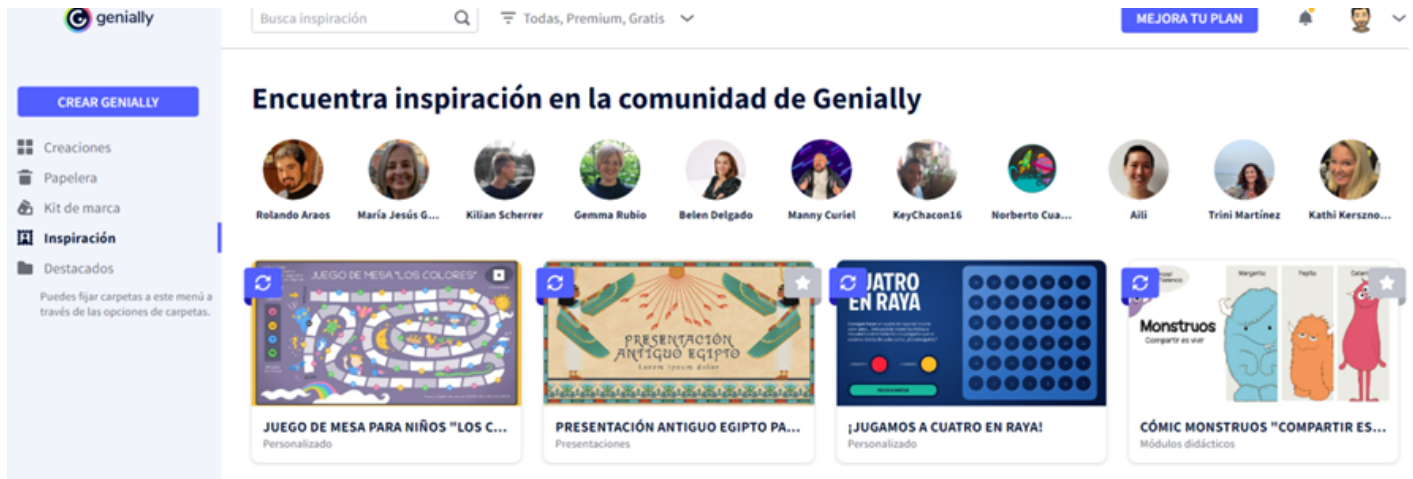 genially
Busca inspiración
Todas, Premium, Gratis
MEJORA TU PLAN
CREAR GENIALLY
Creaciones
Papelera
Kit de marca
Inspiración
Destacados
Puedes fijar carpetas a este menú a
través de las opciones de carpetas.
Encuentra inspiración en la comunidad de Genially
Rolando Araos
María Jesús G...
Kilian Scherrer
Gemma Rubio
Belen Delgado
Manny Curiel
KeyChacon16
Norberto Cua...
Aili
Trini Martínez
Kathi Kerszno...
JUEGO DE MESA "LOS COLORES"
JUEGO DE MESA PARA NIÑOS "LOS C...
Personalizado
PRESENTACIÓN
ANTIGUO EGIPTO
Lorem ipsum dolor
PRESENTACIÓN ANTIGUO EGIPTO PA...
Presentaciones
CUATRO
EN RAYA
¡JUGAMOS A CUATRO EN RAYA!
Personalizado
Margarito
Pepito
Monstruos
Compartir es vivir
CÓMIC MONSTRUOS "COMPARTIR ES...
Módulos didácticos